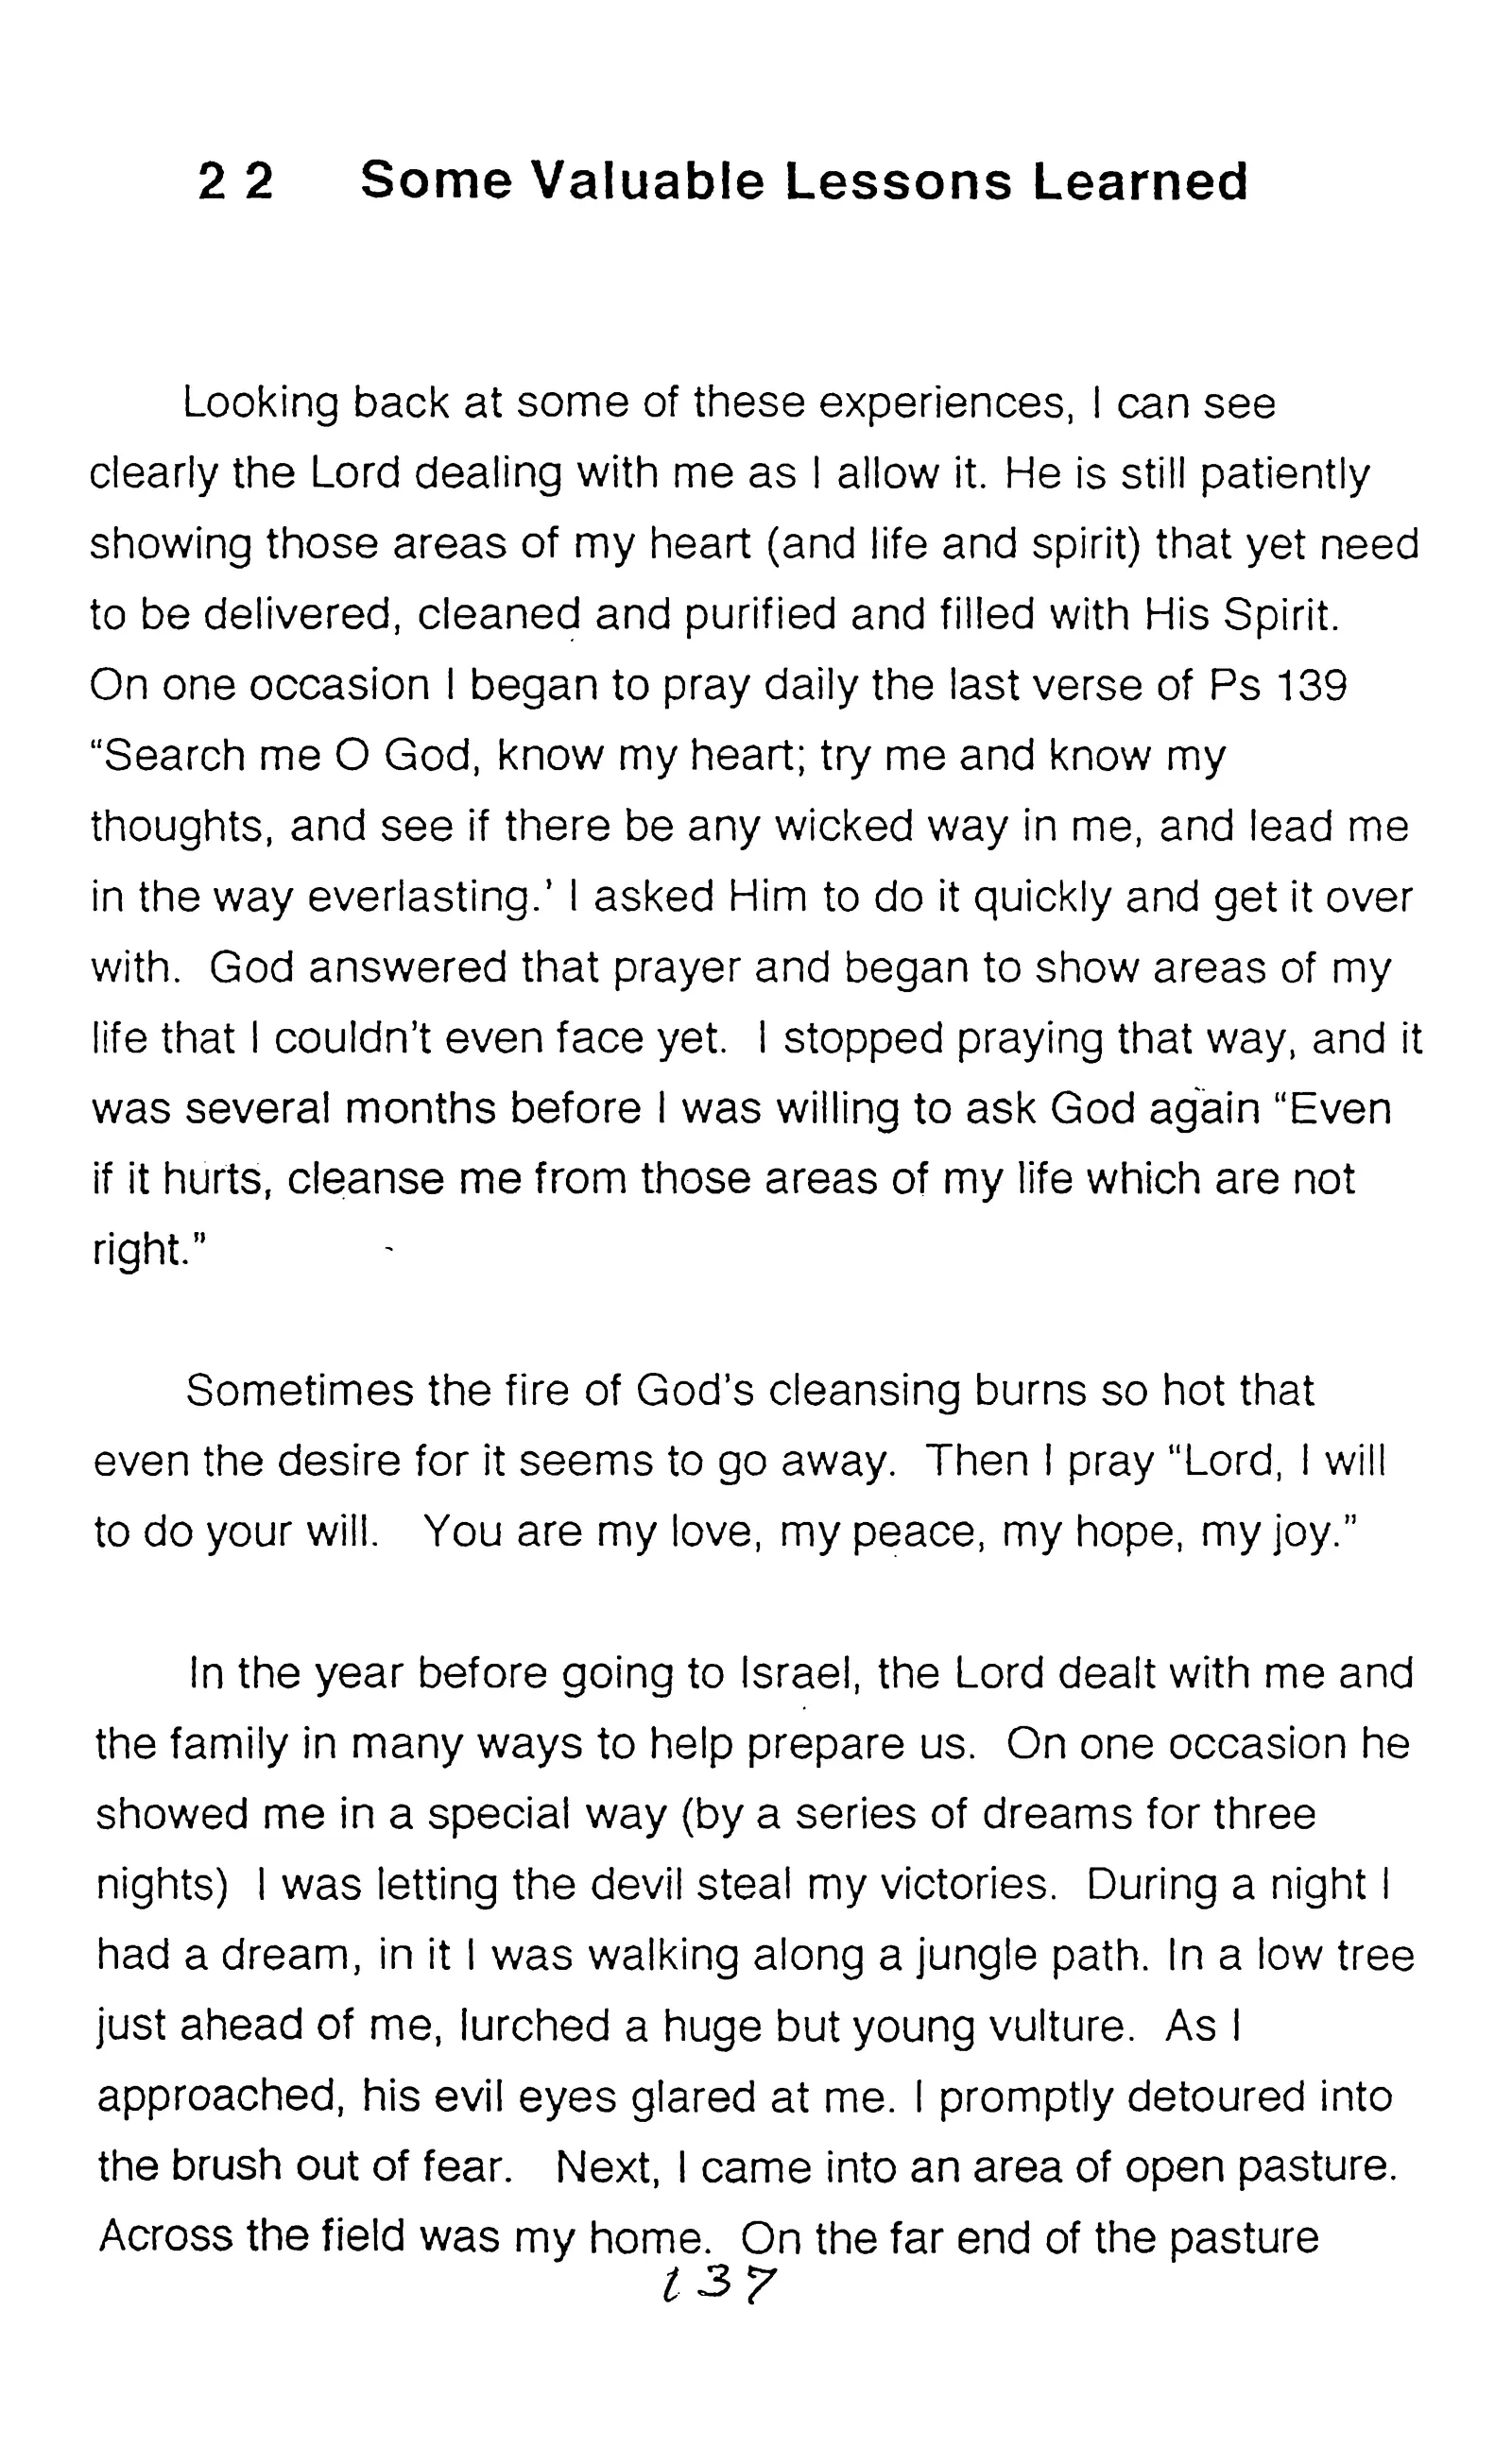 22 Some Valuable Lessons Learned
Looking back at some of these experiences, I can see
clearly the Lord dealing with me as I allow it. He is still patiently
showing those areas of my heart (and life and spirit) that yet need
to be delivered, cleaned and purified and filled with His Spirit.
On one occasion I began to pray daily the last verse of Ps 139
“Search me O God, know my heart; try me and know my
thoughts, and see if there be any wicked way in me, and lead me
in the way everlasting.’ I asked Him to do it quickly and get it over
with. God answered that prayer and began to show areas of my
life that I couldn’t even face yet. I stopped praying that way, and it
was several months before I was willing to ask God again “Even
if it hurts, cleanse me from those areas of my life which are not
right.”
Sometimes the fire of God’s cleansing burns so hot that
even the desire for it seems to go away. Then I pray “Lord, I will
to do your will. You are my love, my peace, my hope, my joy.”
In the year before going to Israel, the Lord dealt with me and
the family in many ways to help prepare us. On one occasion he
showed me in a special way (by a series of dreams for three
nights) I was letting the devil steal my victories. During a night I
had a dream, in it I was walking along a jungle path. In a low tree
just ahead of me, lurched a huge but young vulture. As I
approached, his evil eyes glared at me. I promptly detoured into
the brush out of fear. Next, I came into an area of open pasture.
Across the field was my home. On the far end of the pasture
137